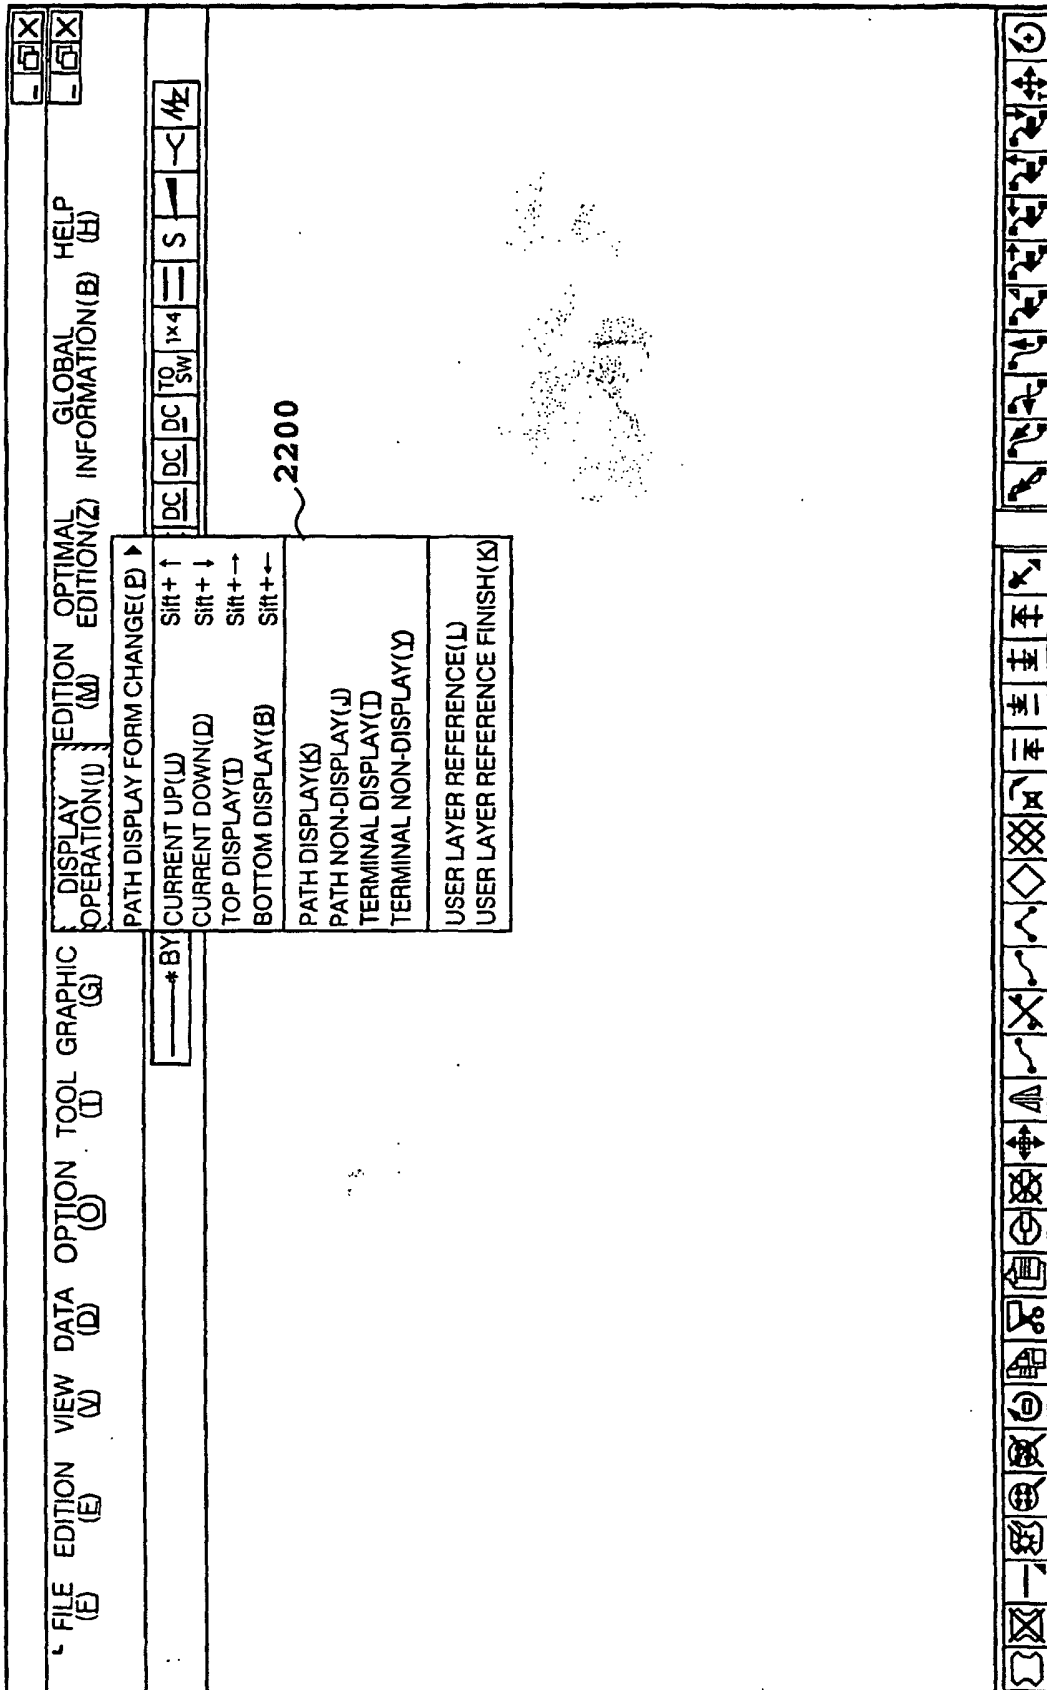 FILE EDITION VIEW DATA OPTION TOOL GRAPHIC DISPLAY EDITION OPTIMAL GLOBAL HELP
(E) (E) (V) (D) (O) (T) (G) OPERATION(I) (M) EDITION(Z) INFORMATION(B) (H)
PATH DISPLAY FORM CHANGE(P)
* BY DC DC DC TO SW 1×4 S
CURRENT UP(U) Sift+ ↑
CURRENT DOWN(D) Sift+ ↓
TOP DISPLAY(T) Sift+ →
BOTTOM DISPLAY(B) Sift+ ←
2200
PATH DISPLAY(K)
PATH NON-DISPLAY(J)
TERMINAL DISPLAY(I)
TERMINAL NON-DISPLAY(Y)
USER LAYER REFERENCE(L)
USER LAYER REFERENCE FINISH(K)